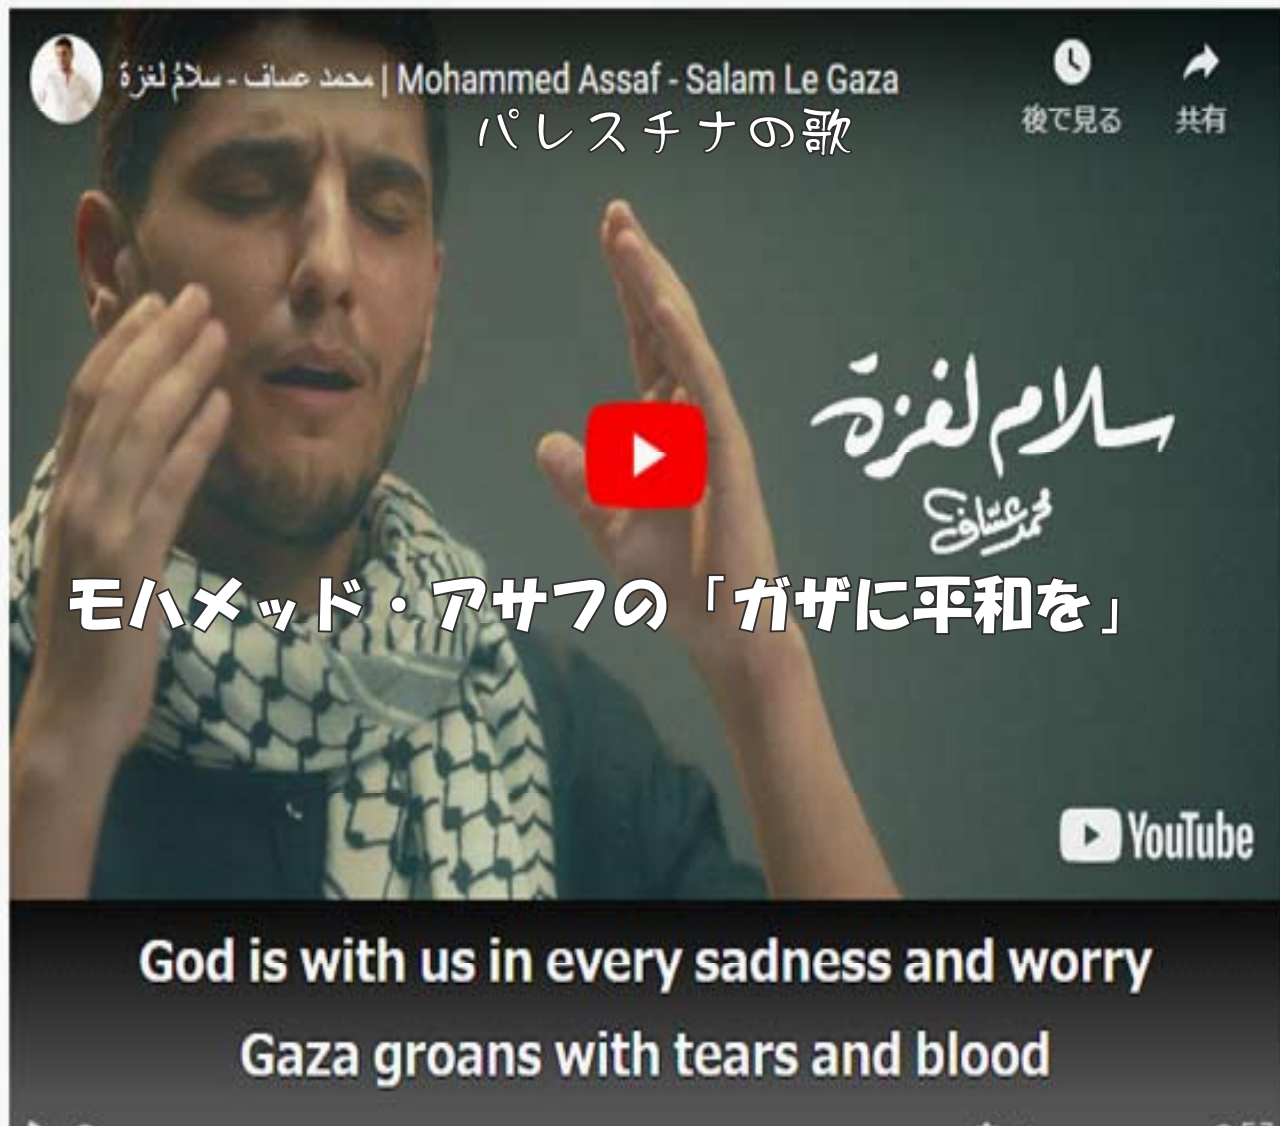 محمد عساف - سلامٌ لغزةّ | Mohammed Assaf - Salam Le Gaza
後で見る
共有
パレスチナの歌
سلام لغزة
محمد عسّاف
モハメッド・アサフの「ガザに平和を」
YouTube
God is with us in every sadness and worry
Gaza groans with tears and blood